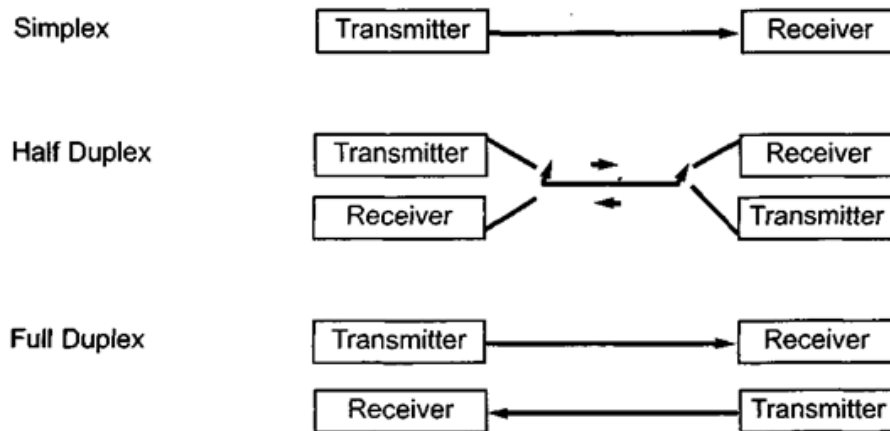 Simplex Transmitter Receiver
Half Duplex Transmitter Receiver
Receiver Transmitter
Full Duplex Transmitter Receiver
Receiver Transmitter